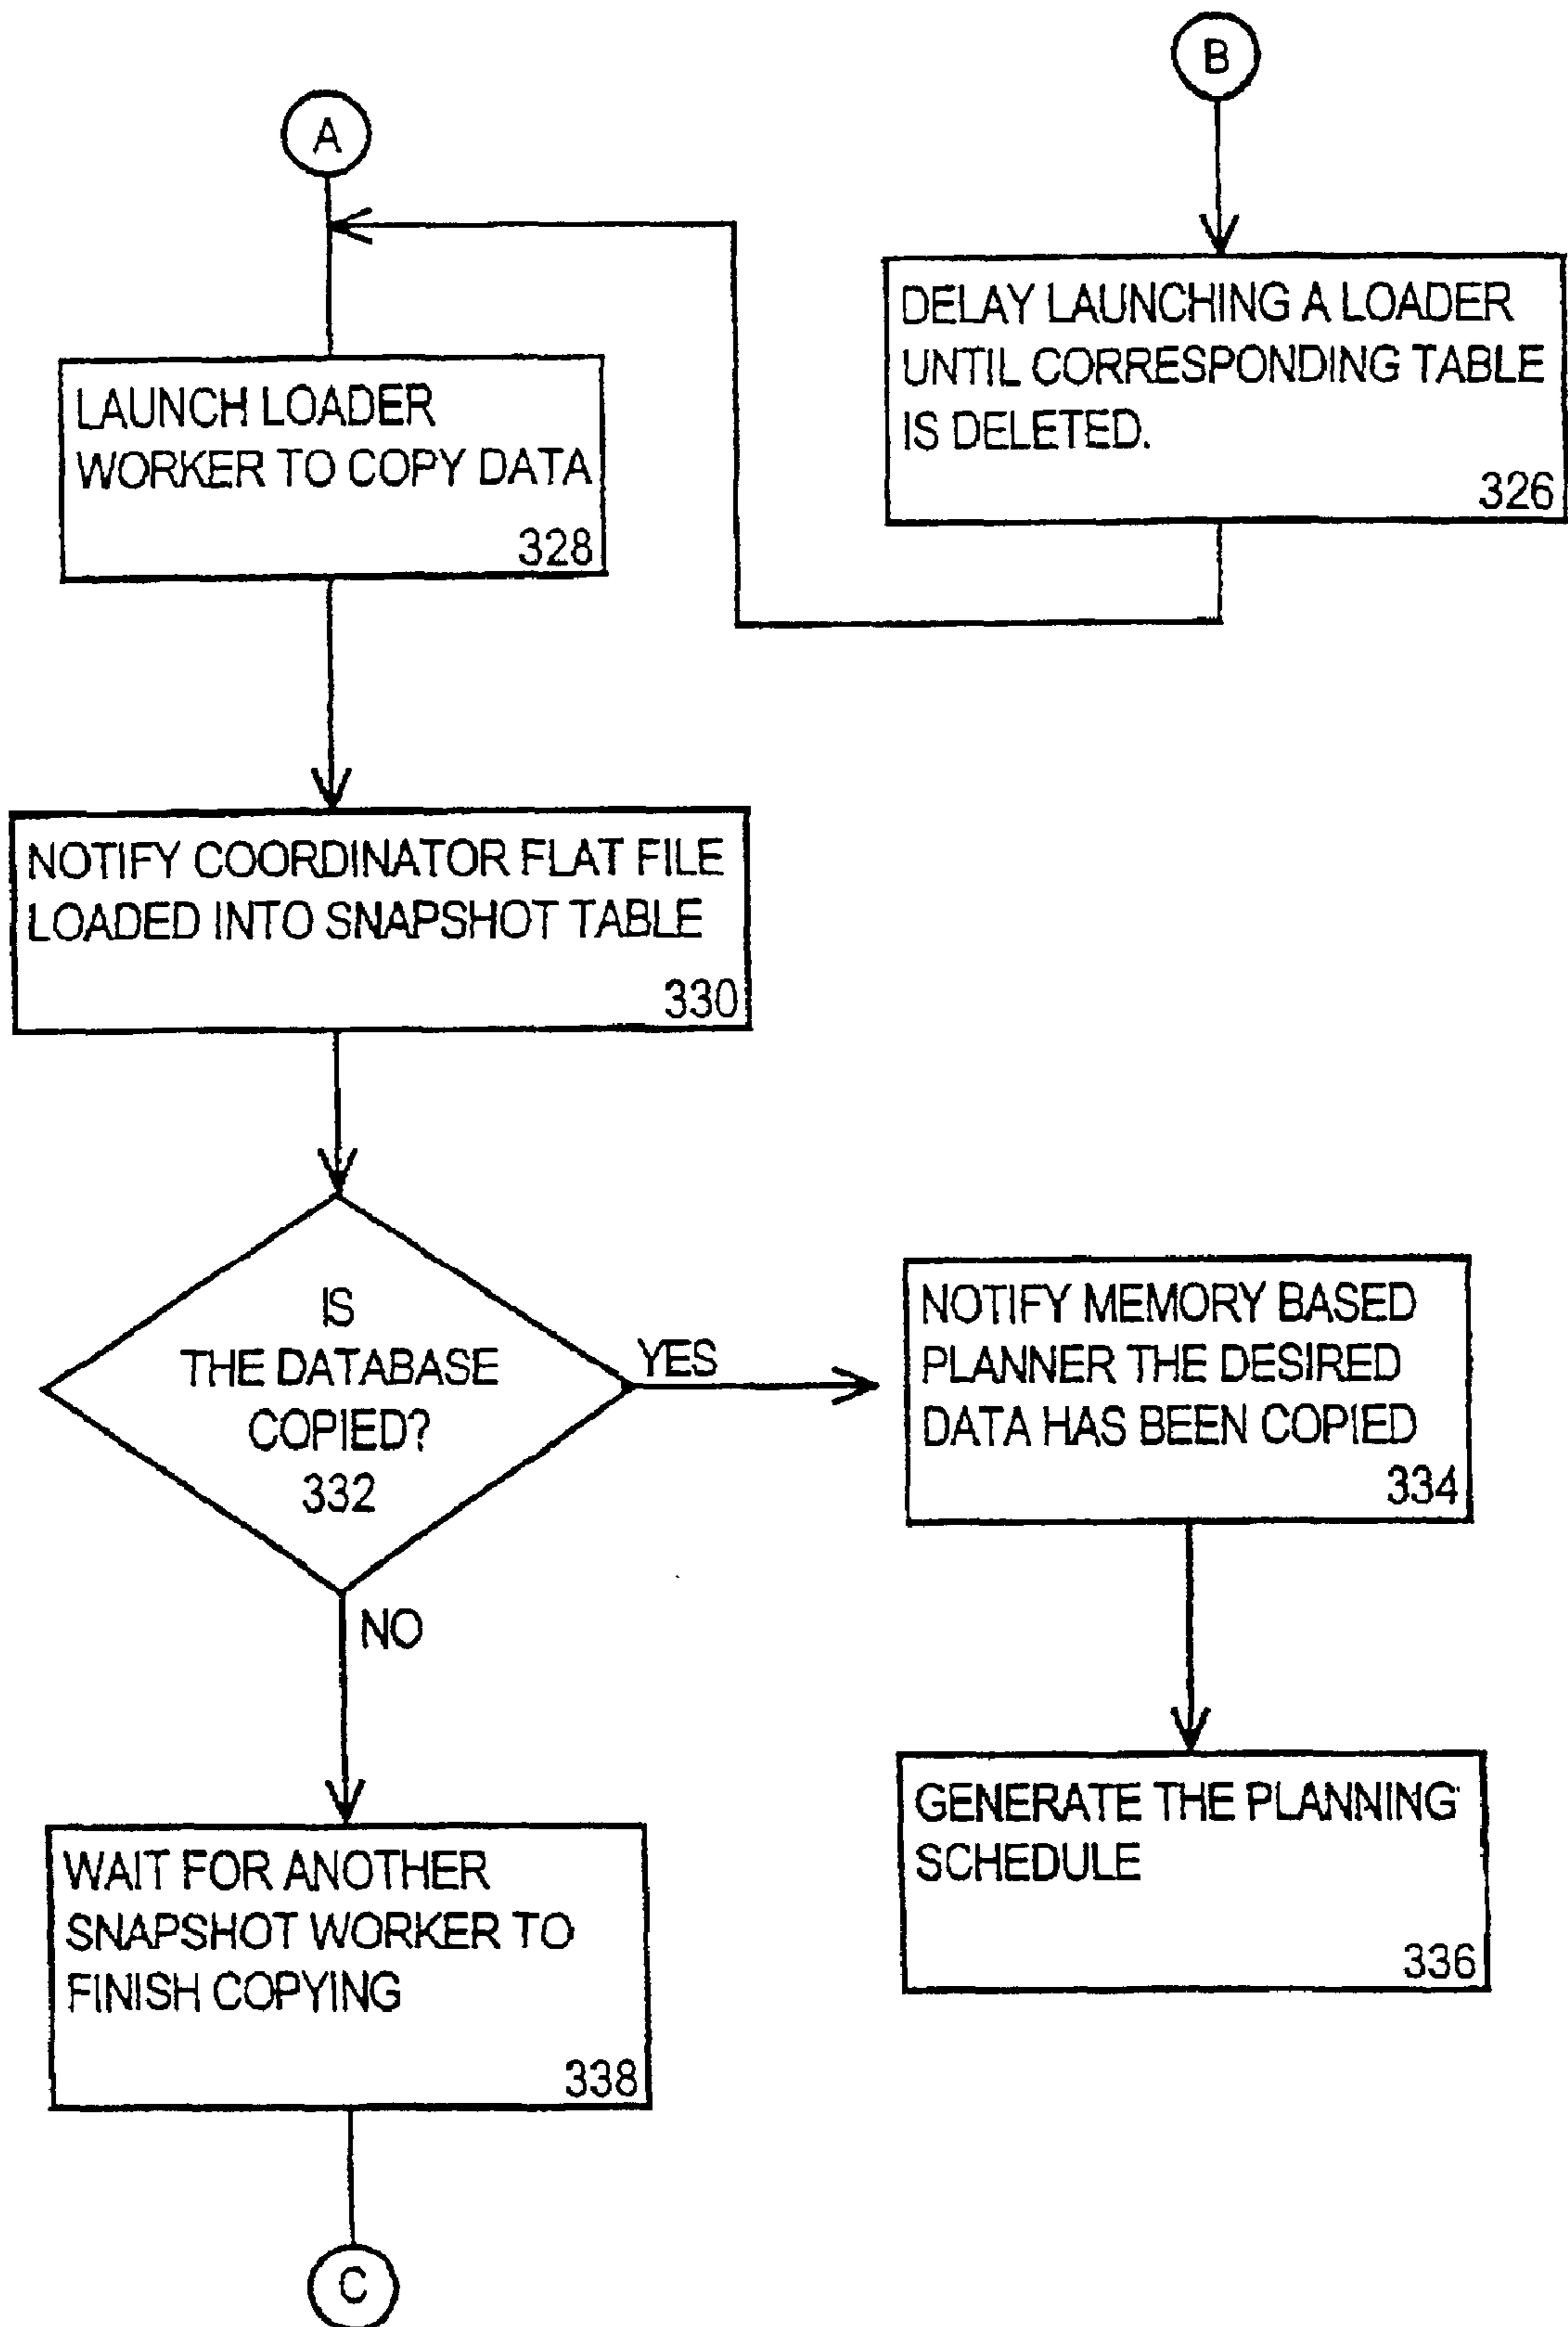 B
A
DELAY LAUNCHING A LOADER
UNTIL CORRESPONDING TABLE
IS DELETED.
326
LAUNCH LOADER
WORKER TO COPY DATA
328
NOTIFY COORDINATOR FLAT FILE
LOADED INTO SNAPSHOT TABLE
330
IS
THE DATABASE
COPIED?
332
YES
NO
NOTIFY MEMORY BASED
PLANNER THE DESIRED
DATA HAS BEEN COPIED
334
GENERATE THE PLANNING
SCHEDULE
336
WAIT FOR ANOTHER
SNAPSHOT WORKER TO
FINISH COPYING
338
C